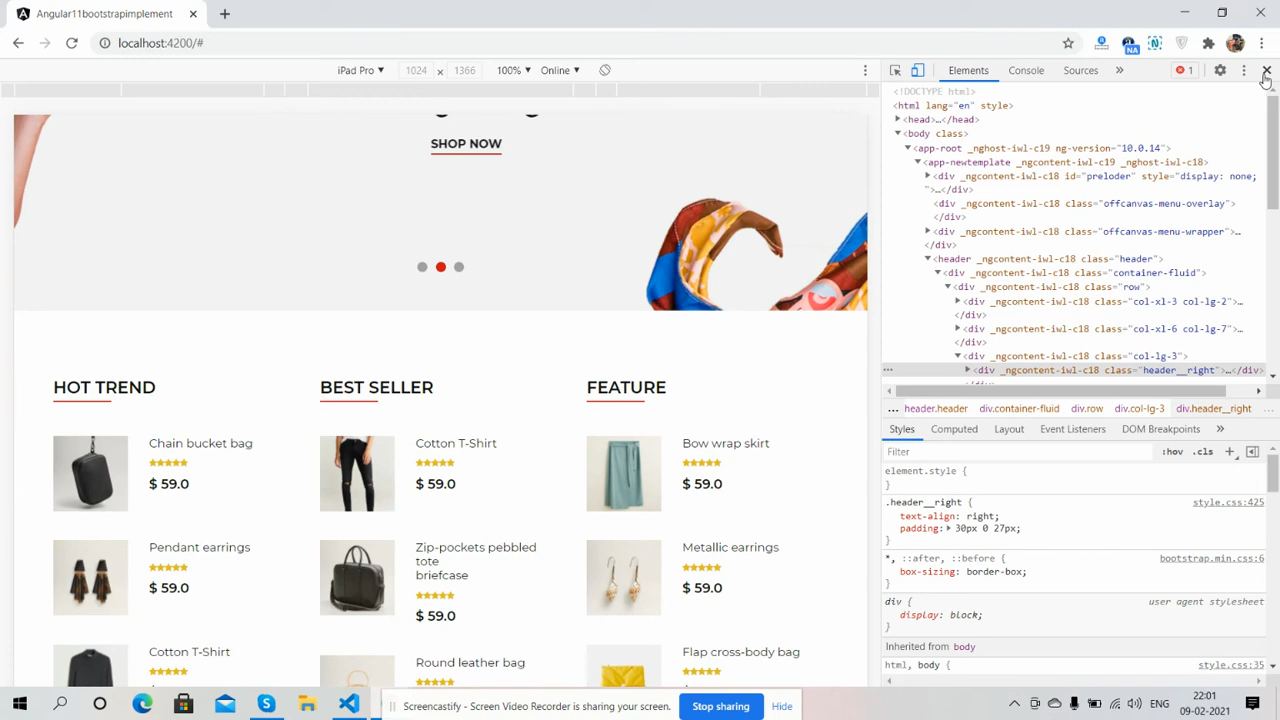 Angular11bootstrapimplement
localhost:4200/#
NA
iPad Pro 1024 × 1366 100% Online
Elements Console Sources » 1
SHOP NOW
HOT TREND
Chain bucket bag
$ 59.0
Pendant earrings
$ 59.0
Cotton T-Shirt
BEST SELLER
Cotton T-Shirt
$ 59.0
Zip-pockets pebbled
tote
briefcase
$ 59.0
Round leather bag
FEATURE
Bow wrap skirt
$ 59.0
Metallic earrings
$ 59.0
Flap cross-body bag
<!DOCTYPE html>
<html lang="en" style>
<head>…</head>
<body class>
<app-root _nghost-iwl-c19 ng-version="10.0.14">
<app-newtemplate _ngcontent-iwl-c19 _nghost-iwl-c18>
<div _ngcontent-iwl-c18 id="preloder" style="display: none;
">…</div>
<div _ngcontent-iwl-c18 class="offcanvas-menu-overlay">
</div>
<div _ngcontent-iwl-c18 class="offcanvas-menu-wrapper">…
</div>
<header _ngcontent-iwl-c18 class="header">
<div _ngcontent-iwl-c18 class="container-fluid">
<div _ngcontent-iwl-c18 class="row">
<div _ngcontent-iwl-c18 class="col-xl-3 col-lg-2">…
</div>
<div _ngcontent-iwl-c18 class="col-xl-6 col-lg-7">…
</div>
<div _ngcontent-iwl-c18 class="col-lg-3">
… <div _ngcontent-iwl-c18 class="header__right">…</div>
… header.header div.container-fluid div.row div.col-lg-3 div.header__right …
Styles Computed Layout Event Listeners DOM Breakpoints »
Filter :hov .cls +
element.style {
}
.header__right { style.css:425
text-align: right;
padding: 30px 0 27px;
}
*, ::after, ::before { bootstrap.min.css:6
box-sizing: border-box;
}
div { user agent stylesheet
display: block;
}
Inherited from body
html, body { style.css:35
Screencastify - Screen Video Recorder is sharing your screen. Stop sharing Hide
ENG
22:01
09-02-2021